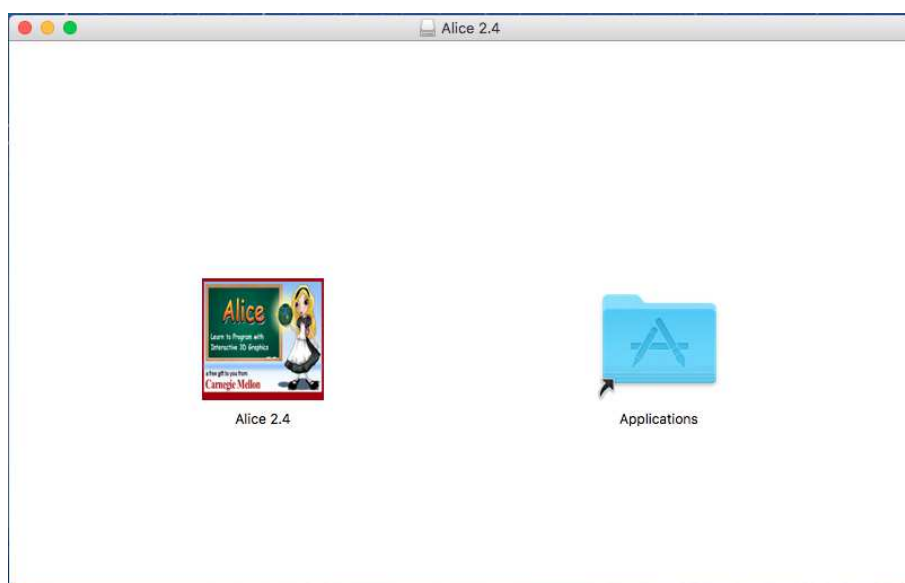 Alice 2.4
Alice
Learn to Program with
Interactive 3D Graphics
a free gift to you from
Carnegie Mellon
Alice 2.4
Applications